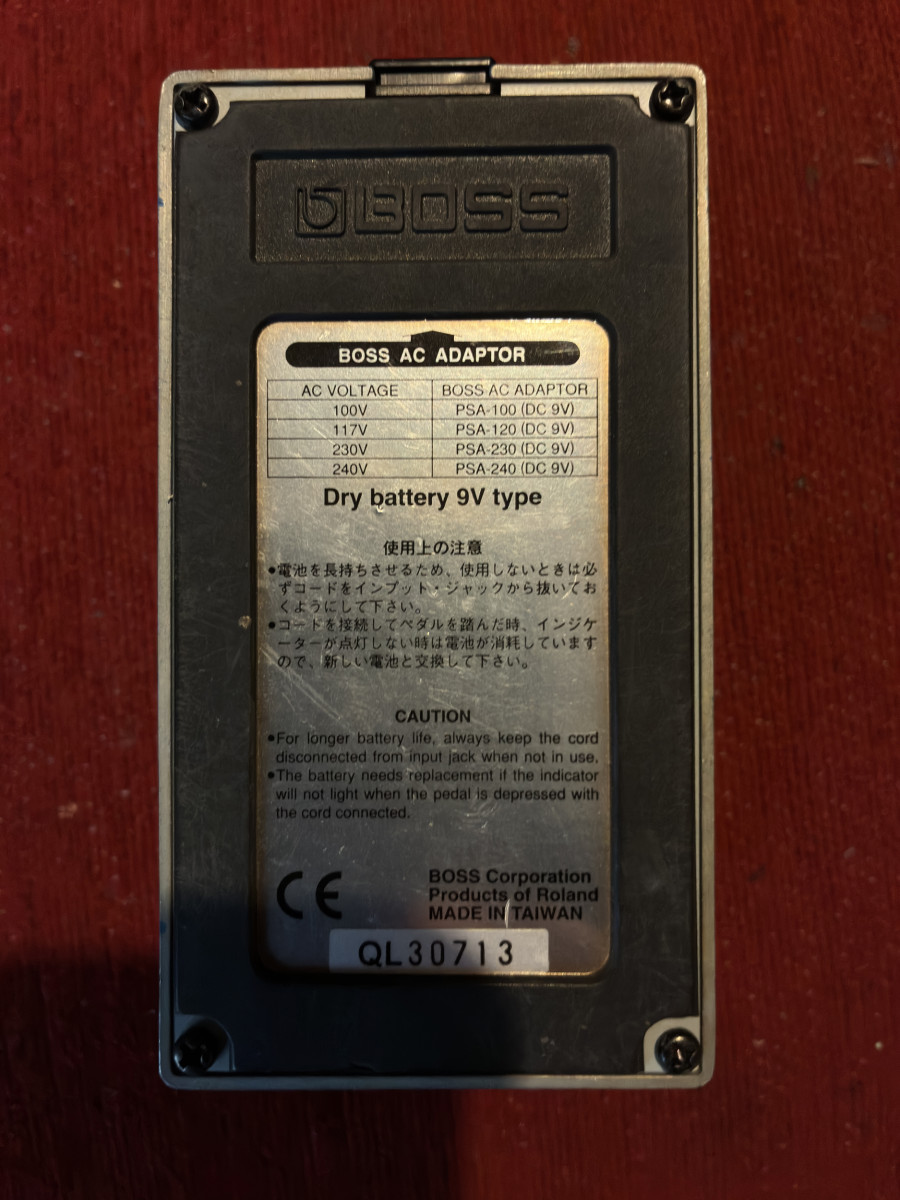 BOSS
BOSS AC ADAPTOR
AC VOLTAGE BOSS AC ADAPTOR
100V PSA-100 (DC 9V)
117V PSA-120 (DC 9V)
230V PSA-230 (DC 9V)
240V PSA-240 (DC 9V)
Dry battery 9V type
使用上の注意
●電池を長持ちさせるため、使用しないときは必
ずコードをインプット・ジャックから抜いてお
くようにして下さい。
●コードを接続してペダルを踏んだ時、インジケ
ーターが点灯しない時は電池が消耗しています
ので、新しい電池と交換して下さい。
CAUTION
●For longer battery life, always keep the cord
disconnected from input jack when not in use.
●The battery needs replacement if the indicator
will not light when the pedal is depressed with
the cord connected.
CE
BOSS Corporation
Products of Roland
MADE IN TAIWAN
QL30713